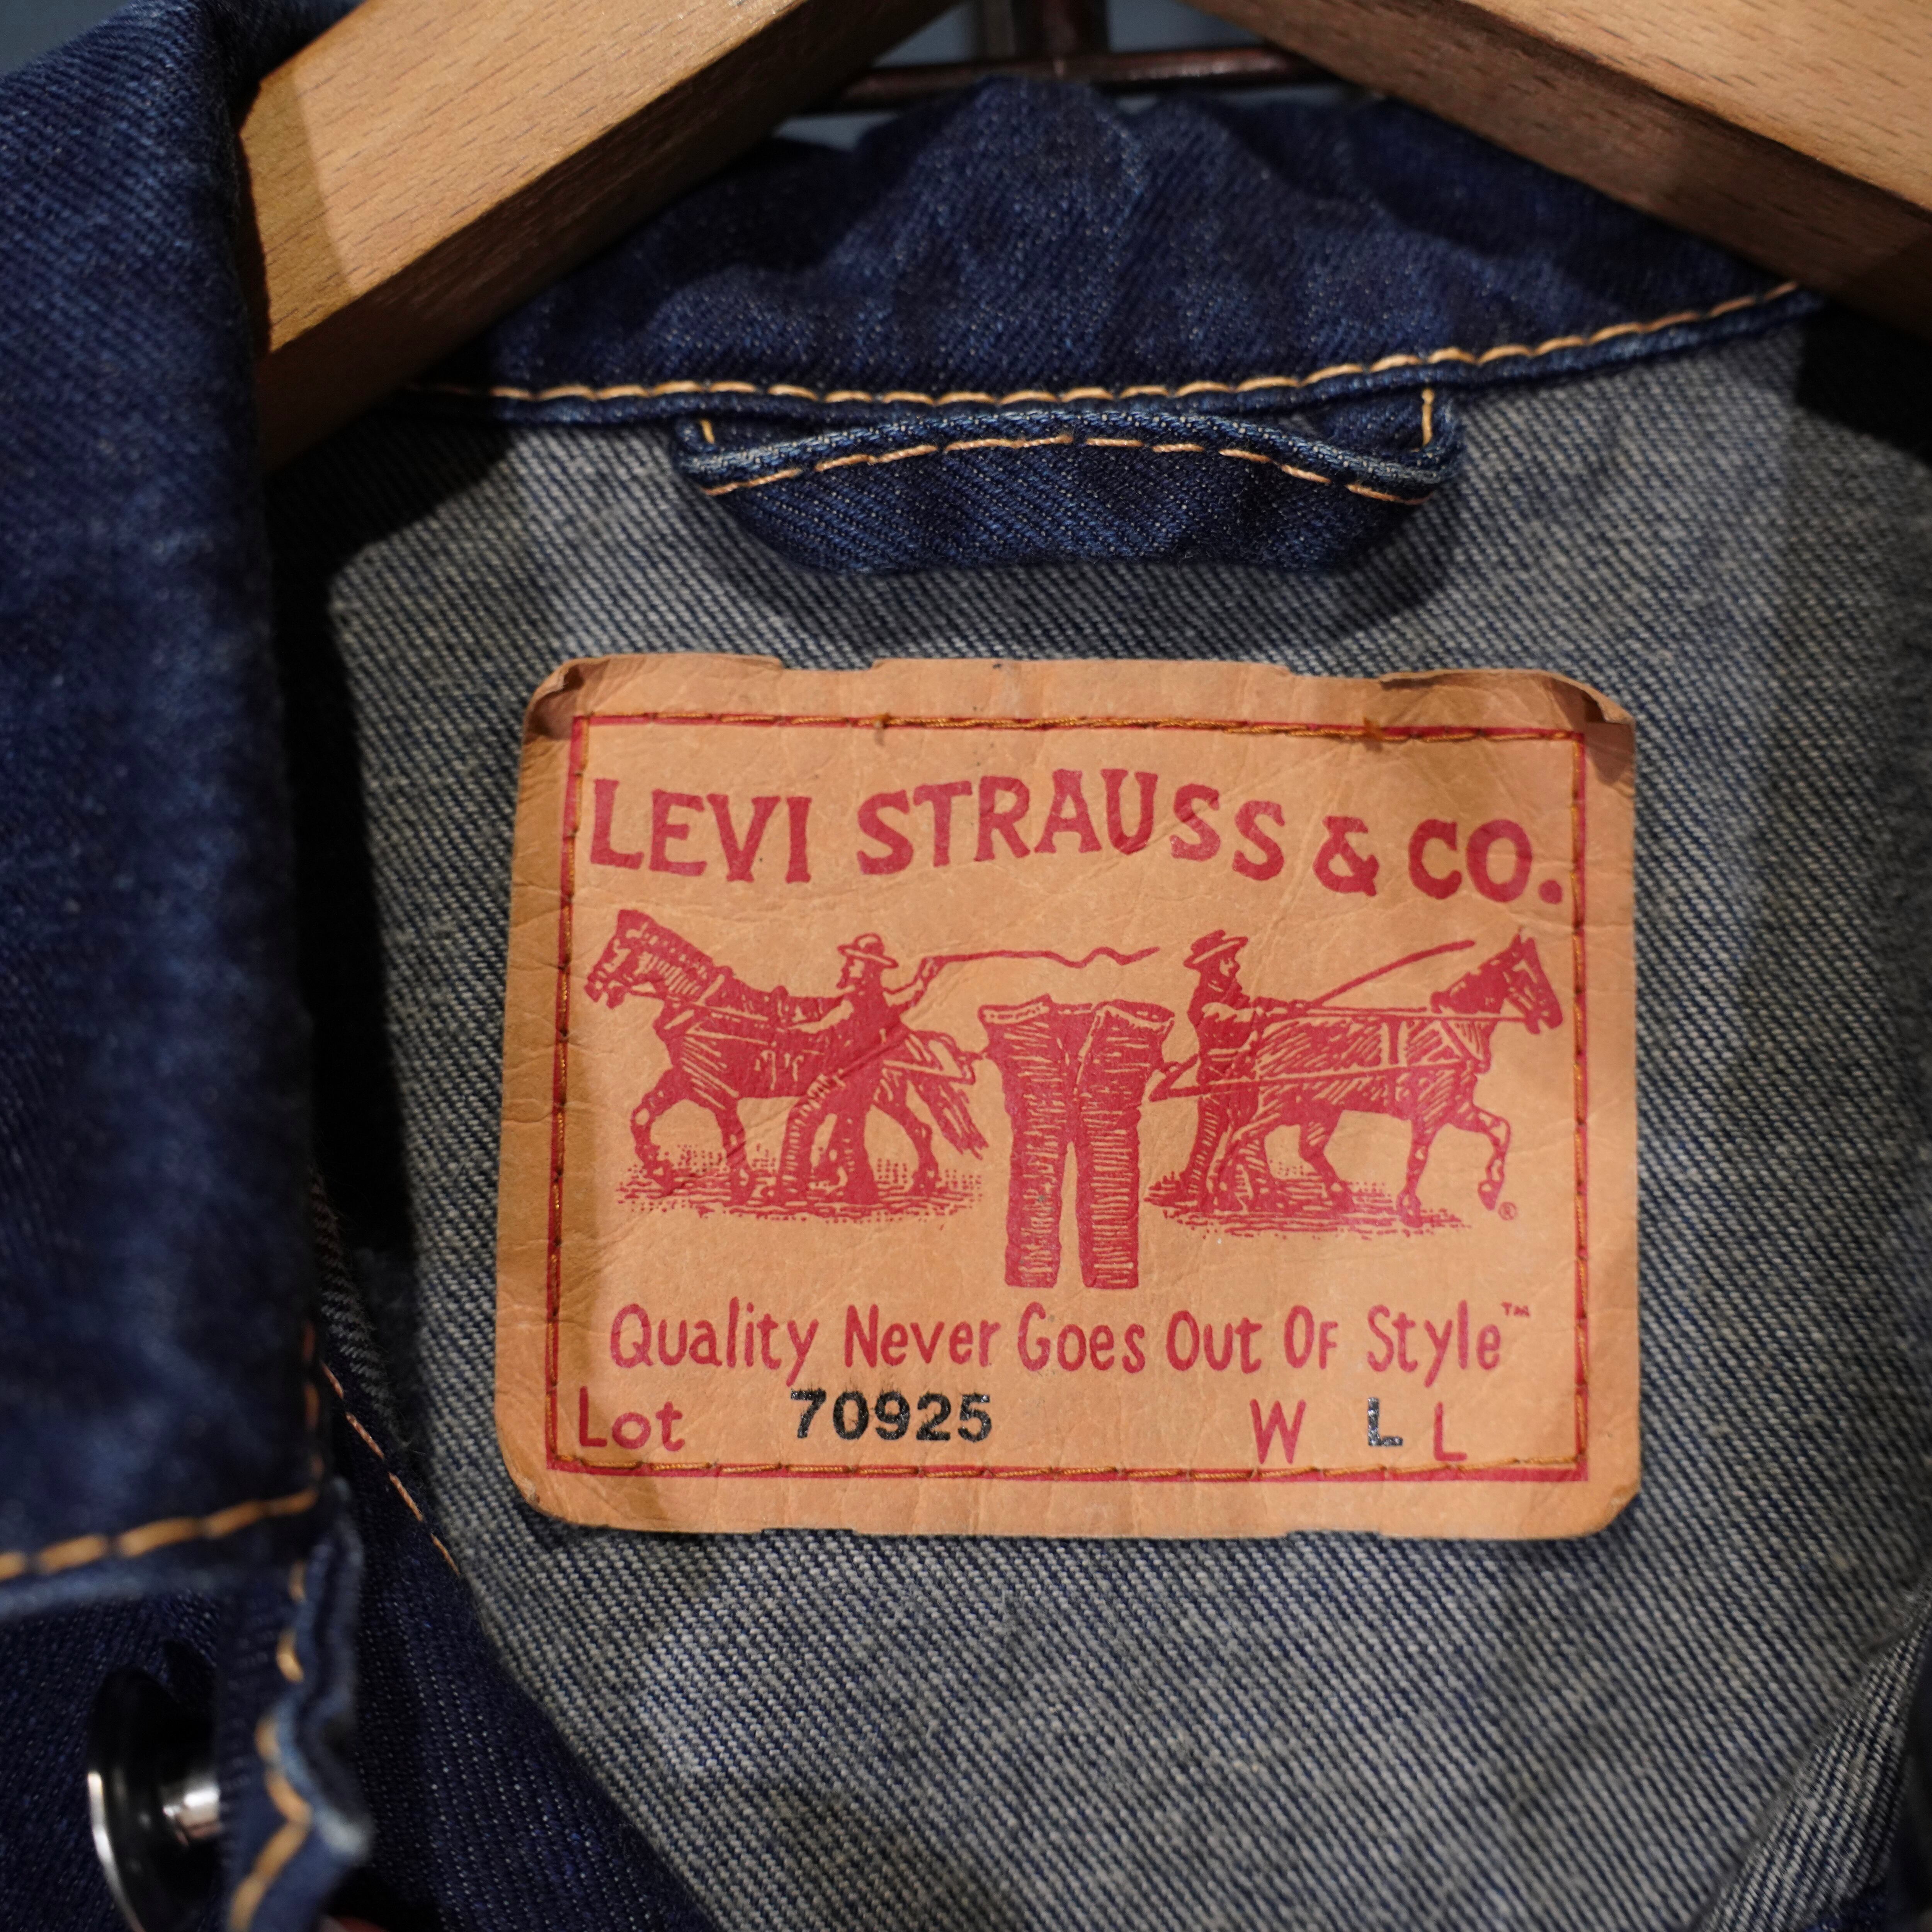 LEVI STRAUSS & CO.
®
Quality Never Goes Out Of Style™
Lot 70925 W L L